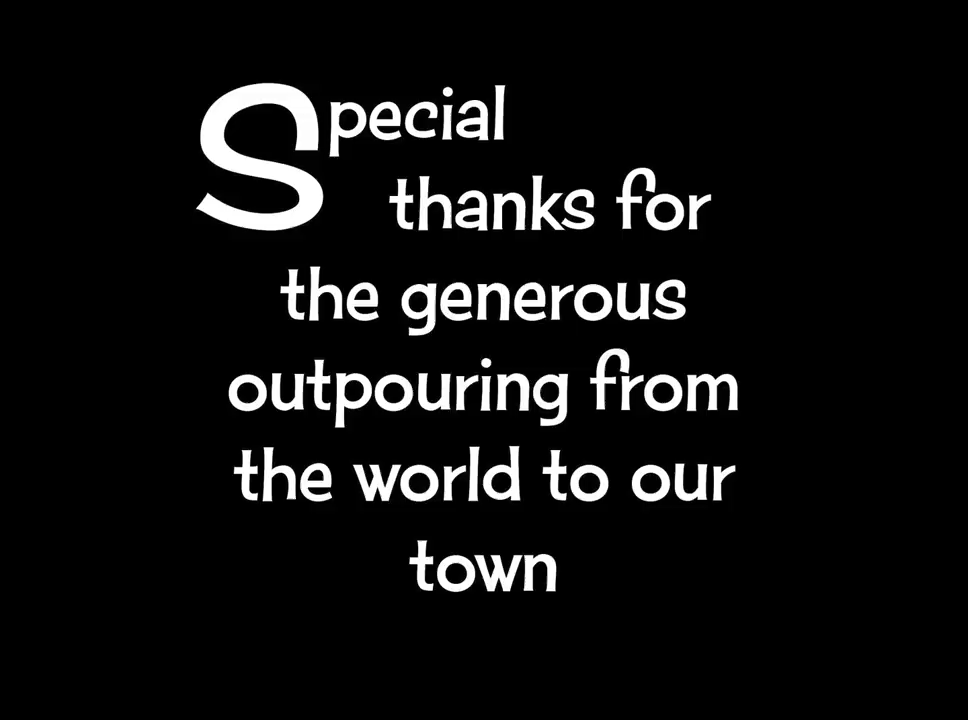 Special
thanks for
the generous
outpouring from
the world to our
town